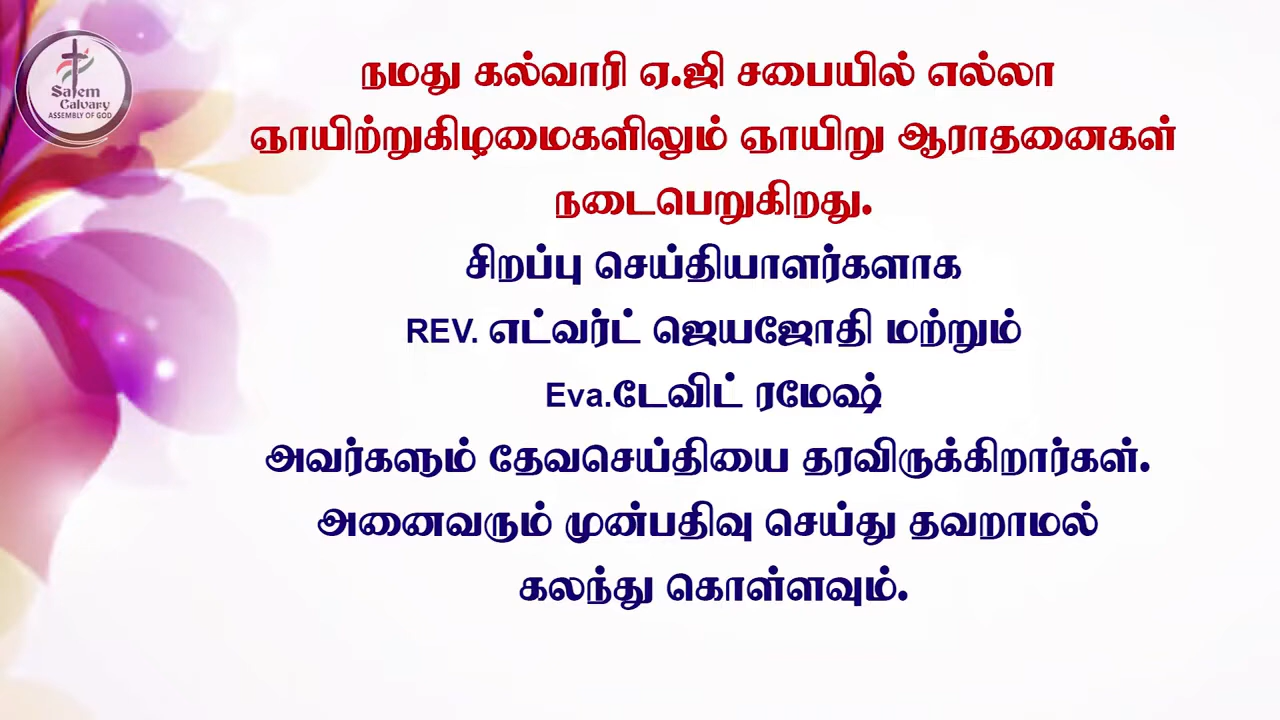 Salem
Calvary
ASSEMBLY OF GOD
நமது கல்வாரி ஏ.ஜி சபையில் எல்லா
ஞாயிற்றுகிழமைகளிலும் ஞாயிறு ஆராதனைகள்
நடைபெறுகிறது.
சிறப்பு செய்தியாளர்களாக
REV. எட்வர்ட் ஜெயஜோதி மற்றும்
Eva.டேவிட் ரமேஷ்
அவர்களும் தேவசெய்தியை தரவிருக்கிறார்கள்.
அனைவரும் முன்பதிவு செய்து தவறாமல்
கலந்து கொள்ளவும்.